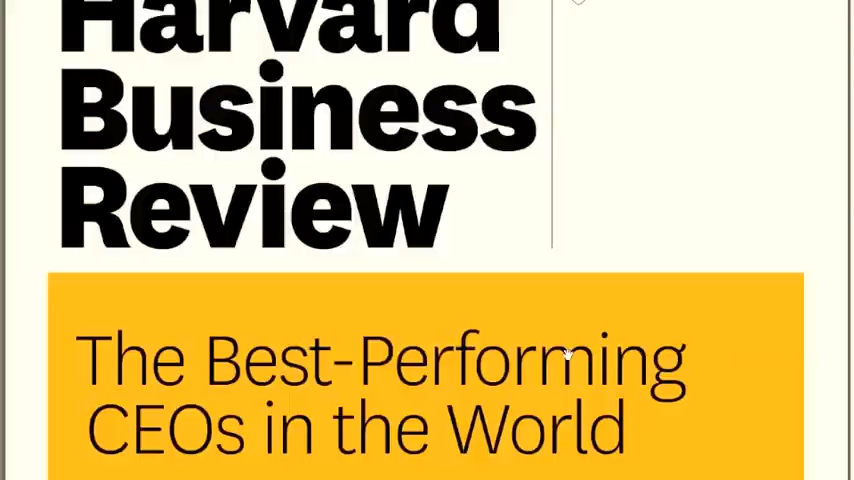 Harvard
Business
Review
The Best-Performing
CEOs in the World